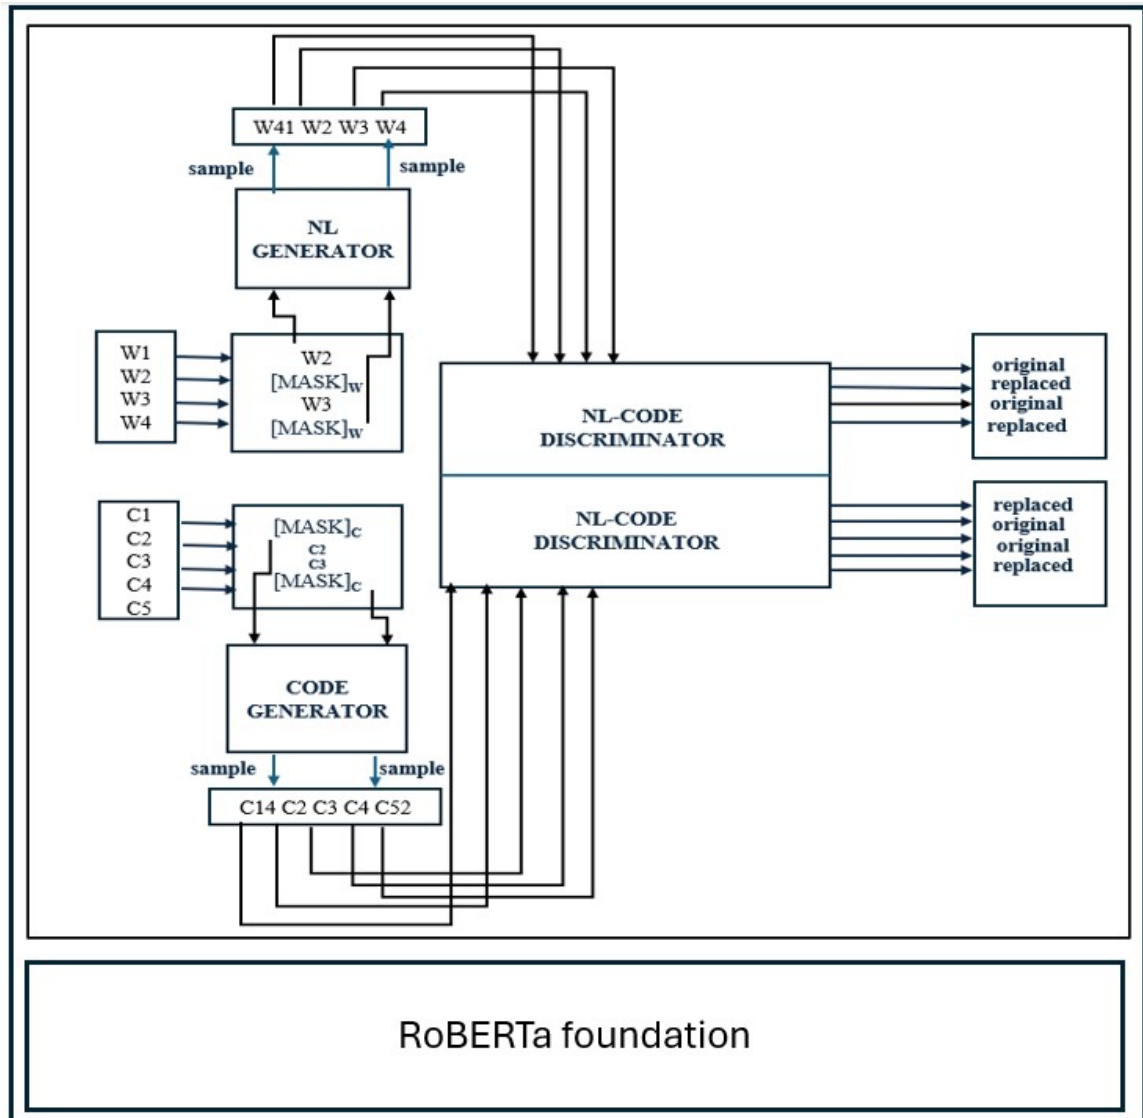 W41 W2 W3 W4
sample
sample
NL
GENERATOR
W1
W2
W3
W4
W2
[MASK]W
W3
[MASK]W
NL-CODE
DISCRIMINATOR
original
replaced
original
replaced
C1
C2
C3
C4
C5
[MASK]C
C2
C3
[MASK]C
NL-CODE
DISCRIMINATOR
replaced
original
original
replaced
CODE
GENERATOR
sample
sample
C14 C2 C3 C4 C52
RoBERTa foundation